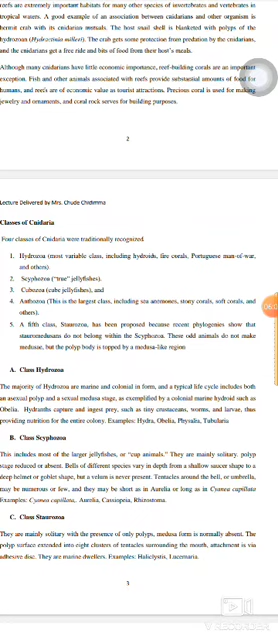 reefs are extremely important habitats for many other species of invertebrates and vertebrates in
tropical waters. A good example of an association between cnidarians and other organism is
hermit crab with its cnidarian mutuals. The host snail shell is blanketed with polyps of the
hydrozoan (Hydractinia milleri). The crab gets some protection from predation by the cnidarians,
and the cnidarians get a free ride and bits of food from their host's meals.
Although many cnidarians have little economic importance, reef-building corals are an important
exception. Fish and other animals associated with reefs provide substantial amounts of food for
humans, and reefs are of economic value as tourist attractions. Precious coral is used for making
jewelry and ornaments, and coral rock serves for building purposes.
2
Lecture Delivered by Mrs. Chude Chidimma
Classes of Cnidaria
Four classes of Cnidaria were traditionally recognized
1. Hydrozoa (most variable class, including hydroids, fire corals, Portuguese man-of-war,
and others)
2. Scyphozoa ("true" jellyfishes),
3. Cubozoa (cube jellyfishes), and
4. Anthozoa (This is the largest class, including sea anemones, stony corals, soft corals, and
others).
5. A fifth class, Staurozoa, has been proposed because recent phylogenies show that
stauromedusans do not belong within the Scyphozoa. These odd animals do not make
medusae, but the polyp body is topped by a medusa-like region
A. Class Hydrozoa
The majority of Hydrozoa are marine and colonial in form, and a typical life cycle includes both
an asexual polyp and a sexual medusa stage, as exemplified by a colonial marine hydroid such as
Obelia. Hydranths capture and ingest prey, such as tiny crustaceans, worms, and larvae, thus
providing nutrition for the entire colony. Examples: Hydra, Obelia, Physalia, Tubularia
B. Class Scyphozoa
This includes most of the larger jellyfishes, or "cup animals." They are mainly solitary. polyp
stage reduced or absent. Bells of different species vary in depth from a shallow saucer shape to a
deep helmet or goblet shape, but a velum is never present. Tentacles around the bell, or umbrella,
may be numerous or few, and they may be short as in Aurelia or long as in Cyanea capillata
Examples: Cyanea capillata, Aurelia, Cassiopeia, Rhizostoma.
C. Class Staurozoa
They are mainly solitary with the presence of only polyps, medusa form is normally absent. The
polyp surface extended into eight clusters of tentacles surrounding the mouth, attachment is via
adhesive disc. They are marine dwellers. Examples: Haliclystis, Lucernaria.
3